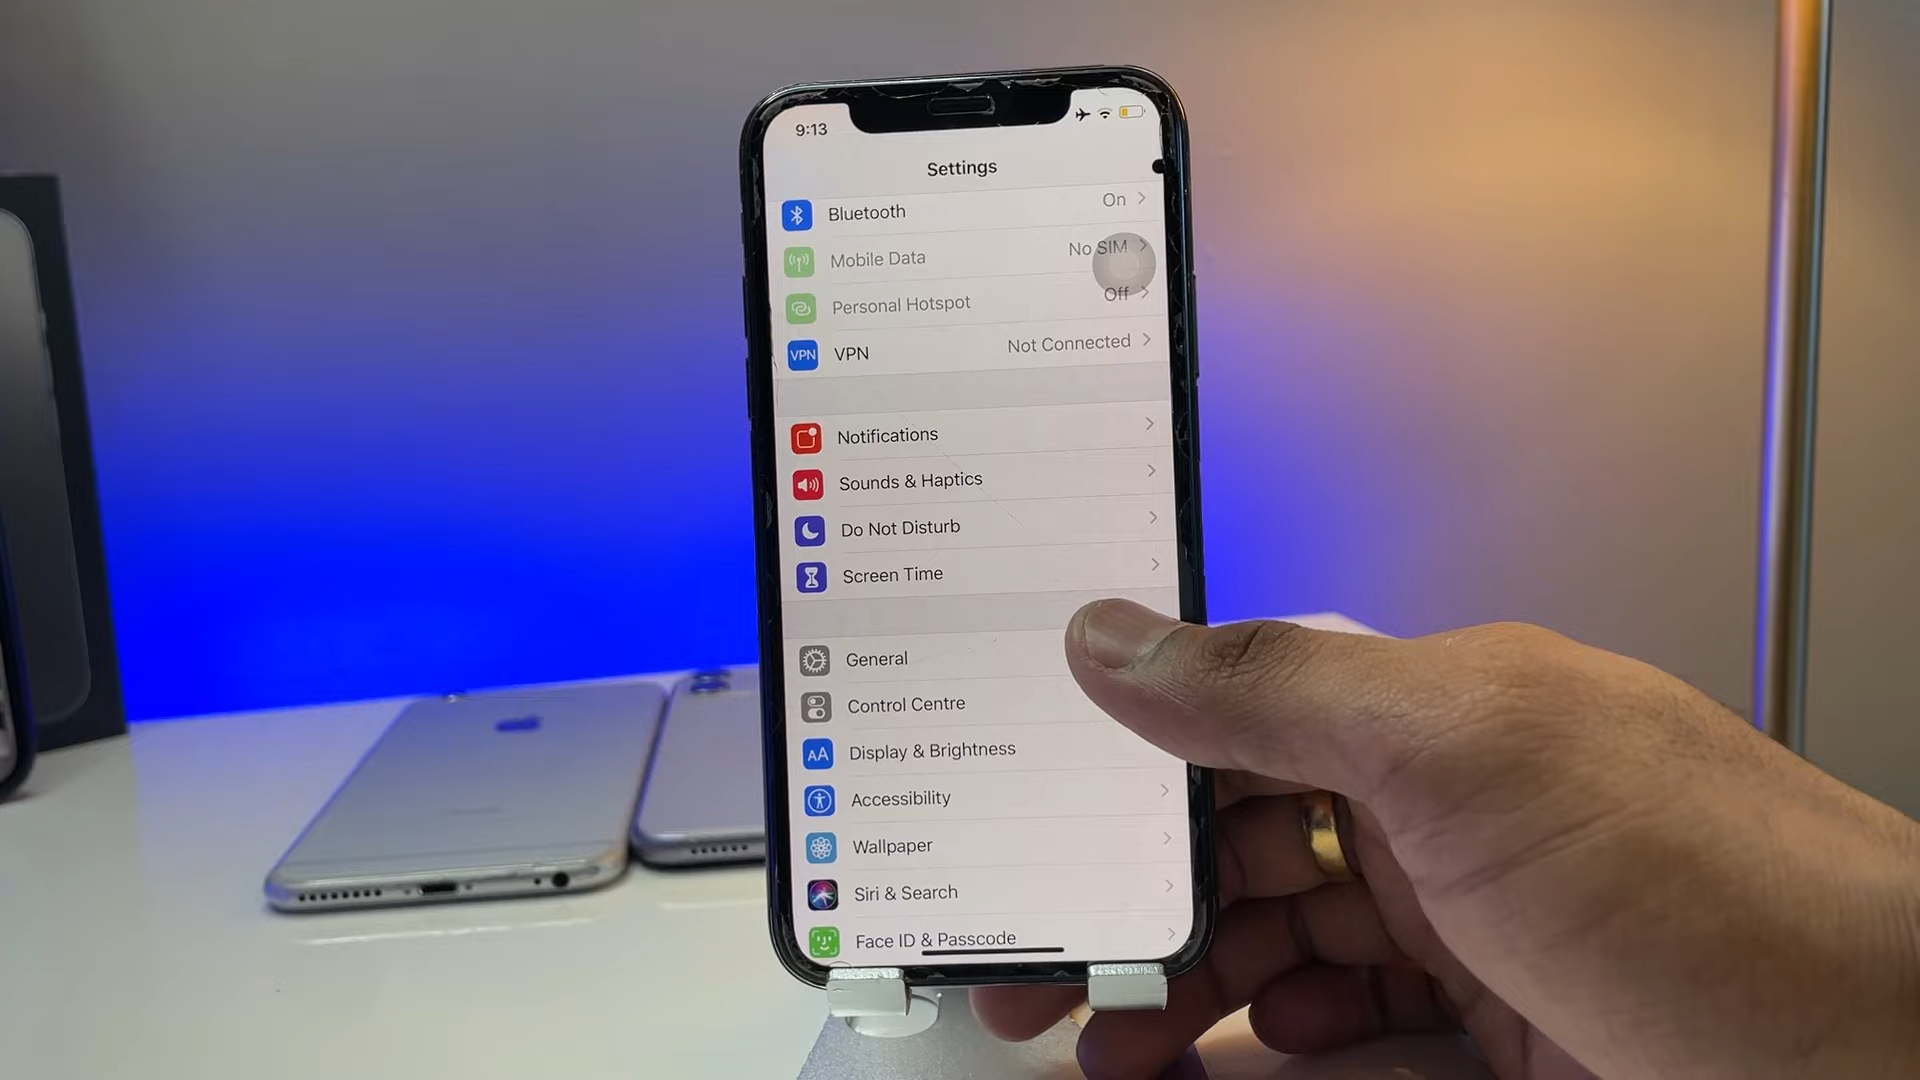 9:13
Settings
Bluetooth On
Mobile Data No SIM
Personal Hotspot Off
VPN VPN Not Connected
Notifications
Sounds & Haptics
Do Not Disturb
Screen Time
General
Control Centre
AA Display & Brightness
Accessibility
Wallpaper
Siri & Search
Face ID & Passcode